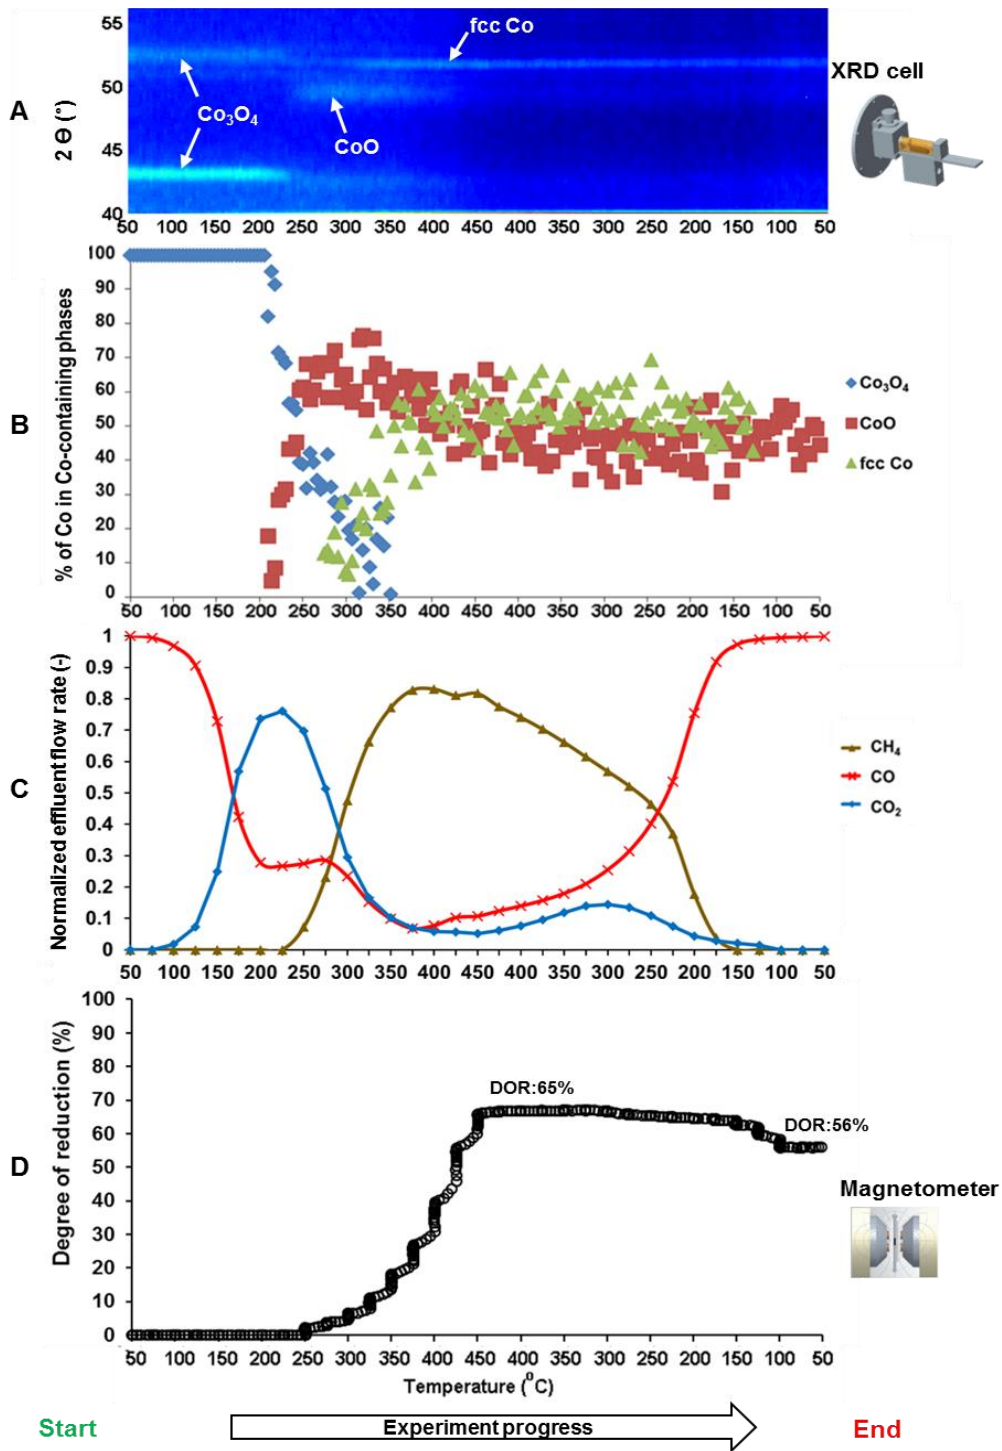 A
2 Θ (°)
55
50
45
40
fcc Co
Co₃O₄
CoO
XRD cell
50 100 150 200 250 300 350 400 400 350 300 250 200 150 100 50
B
% of Co in Co-containing phases
100
90
80
70
60
50
40
30
20
10
0
Co₃O₄
CoO
fcc Co
50 100 150 200 250 300 350 400 400 350 300 250 200 150 100 50
C
Normalized effluent flow rate (-)
1
0.9
0.8
0.7
0.6
0.5
0.4
0.3
0.2
0.1
0
CH₄
CO
CO₂
50 100 150 200 250 300 350 400 450 400 350 300 250 200 150 100 50
D
Degree of reduction (%)
100
90
80
70
60
50
40
30
20
10
0
DOR:65%
DOR:56%
Magnetometer
50 100 150 200 250 300 350 400 450 400 350 300 250 200 150 100 50
Temperature (°C)
Start
Experiment progress
End